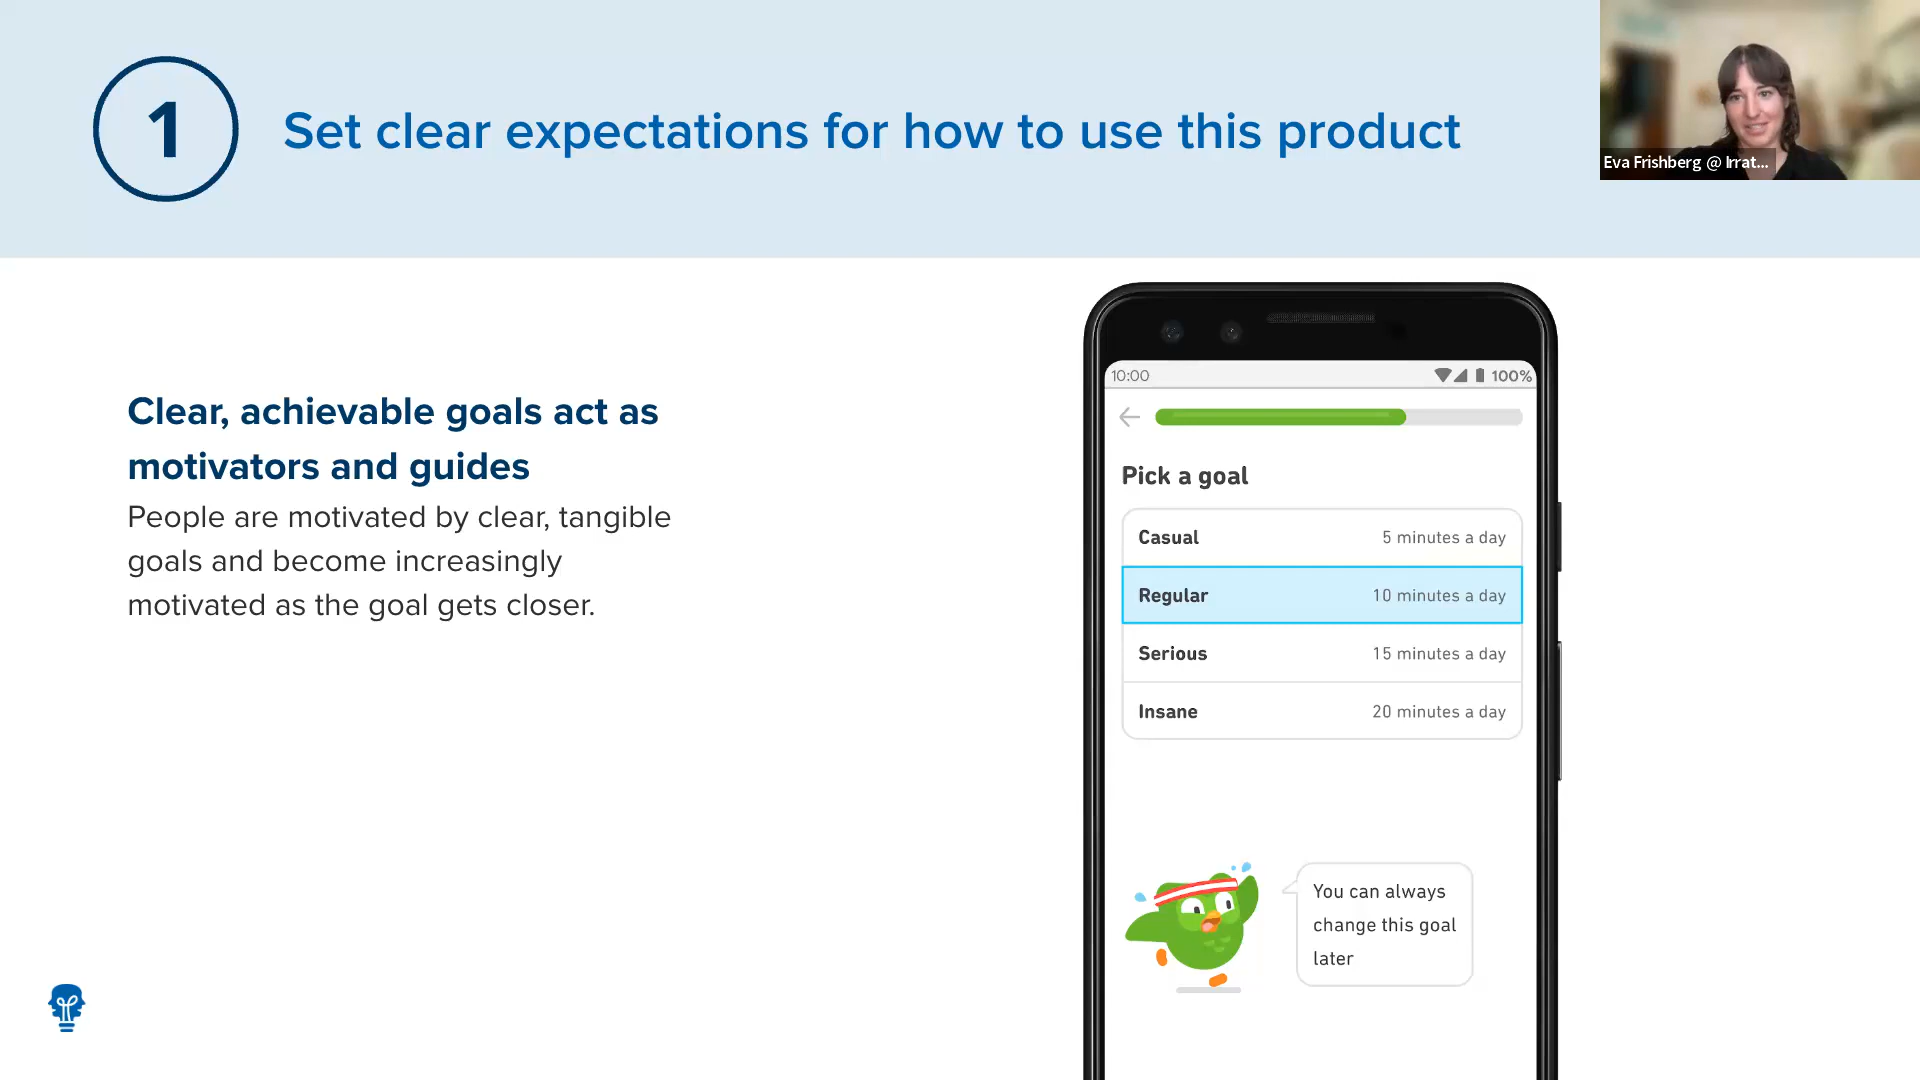 1
Set clear expectations for how to use this product
Eva Frishberg @ Irrat...
Clear, achievable goals act as
motivators and guides
People are motivated by clear, tangible
goals and become increasingly
motivated as the goal gets closer.
10:00
100%
Pick a goal
Casual 5 minutes a day
Regular 10 minutes a day
Serious 15 minutes a day
Insane 20 minutes a day
You can always
change this goal
later